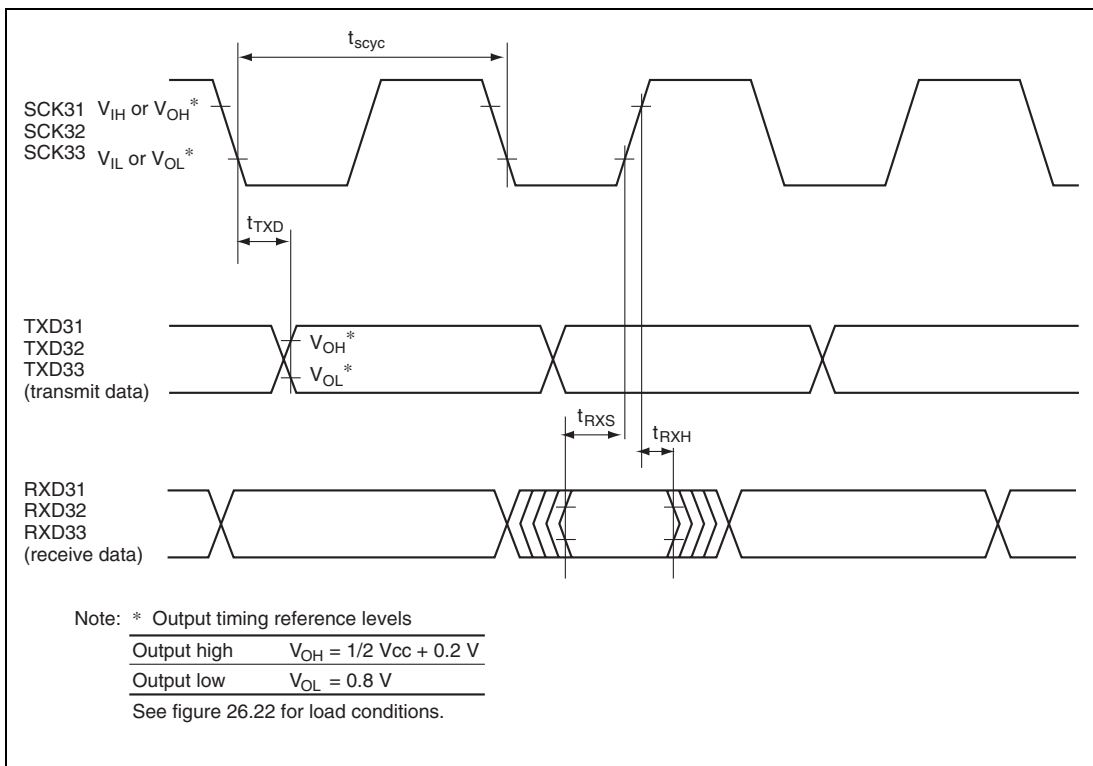 tscyc
SCK31 VIH or VOH*
SCK32
SCK33 VIL or VOL*
tTXD
TXD31
TXD32
TXD33
(transmit data)
VOH*
VOL*
tRXS
tRXH
RXD31
RXD32
RXD33
(receive data)
Note: * Output timing reference levels
Output high VOH = 1/2 Vcc + 0.2 V
Output low VOL = 0.8 V
See figure 26.22 for load conditions.